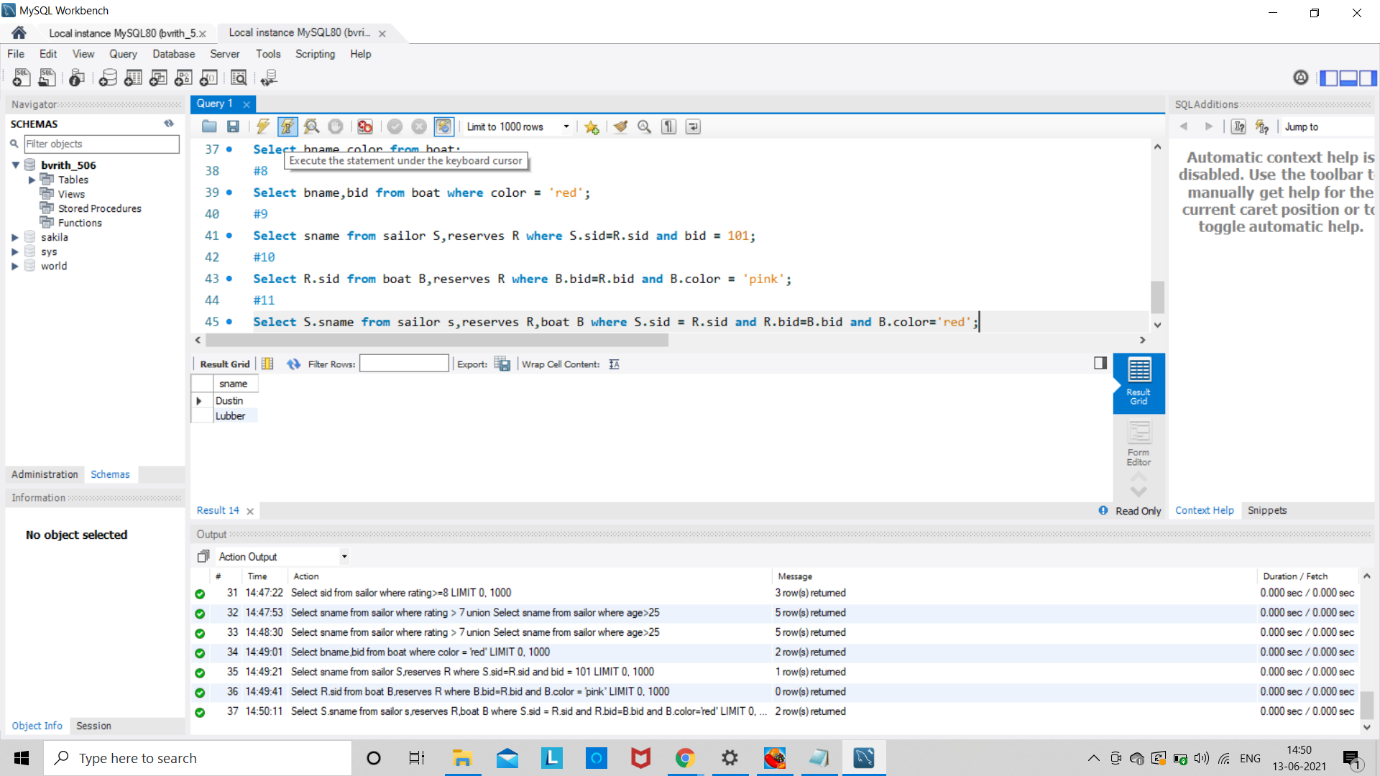 MySQL Workbench
Local instance MySQL80 (bvrith_5.x
Local instance MySQL80 (bvri... x
File Edit View Query Database Server Tools Scripting Help
Navigator
SCHEMAS
Filter objects
bvrith_506
Tables
Views
Stored Procedures
Functions
sakila
sys
world
Administration Schemas
Information
No object selected
Object Info Session
Query 1 x
Limit to 1000 rows
37 Select bname,color from boat;
Execute the statement under the keyboard cursor
38 #8
39 Select bname,bid from boat where color = 'red';
40 #9
41 Select sname from sailor S,reserves R where S.sid=R.sid and bid = 101;
42 #10
43 Select R.sid from boat B,reserves R where B.bid=R.bid and B.color = 'pink';
44 #11
45 Select S.sname from sailor s,reserves R,boat B where S.sid = R.sid and R.bid=B.bid and B.color='red';
Result Grid Filter Rows: Export: Wrap Cell Content:
sname
Dustin
Lubber
Result Grid
Form Editor
Result 14 x
Read Only
SQLAdditions
Jump to
Automatic context help is
disabled. Use the toolbar t
manually get help for the
current caret position or to
toggle automatic help.
Context Help Snippets
Output
Action Output
# Time Action Message Duration / Fetch
31 14:47:22 Select sid from sailor where rating>=8 LIMIT 0, 1000 3 row(s) returned 0.000 sec / 0.000 sec
32 14:47:53 Select sname from sailor where rating > 7 union Select sname from sailor where age>25 5 row(s) returned 0.000 sec / 0.000 sec
33 14:48:30 Select sname from sailor where rating > 7 union Select sname from sailor where age>25 5 row(s) returned 0.000 sec / 0.000 sec
34 14:49:01 Select bname,bid from boat where color = 'red' LIMIT 0, 1000 2 row(s) returned 0.000 sec / 0.000 sec
35 14:49:21 Select sname from sailor S,reserves R where S.sid=R.sid and bid = 101 LIMIT 0, 1000 1 row(s) returned 0.000 sec / 0.000 sec
36 14:49:41 Select R.sid from boat B,reserves R where B.bid=R.bid and B.color = 'pink' LIMIT 0, 1000 0 row(s) returned 0.000 sec / 0.000 sec
37 14:50:11 Select S.sname from sailor s,reserves R,boat B where S.sid = R.sid and R.bid=B.bid and B.color='red' LIMIT 0, ... 2 row(s) returned 0.000 sec / 0.000 sec
Type here to search
ENG
14:50
13-06-2021
1